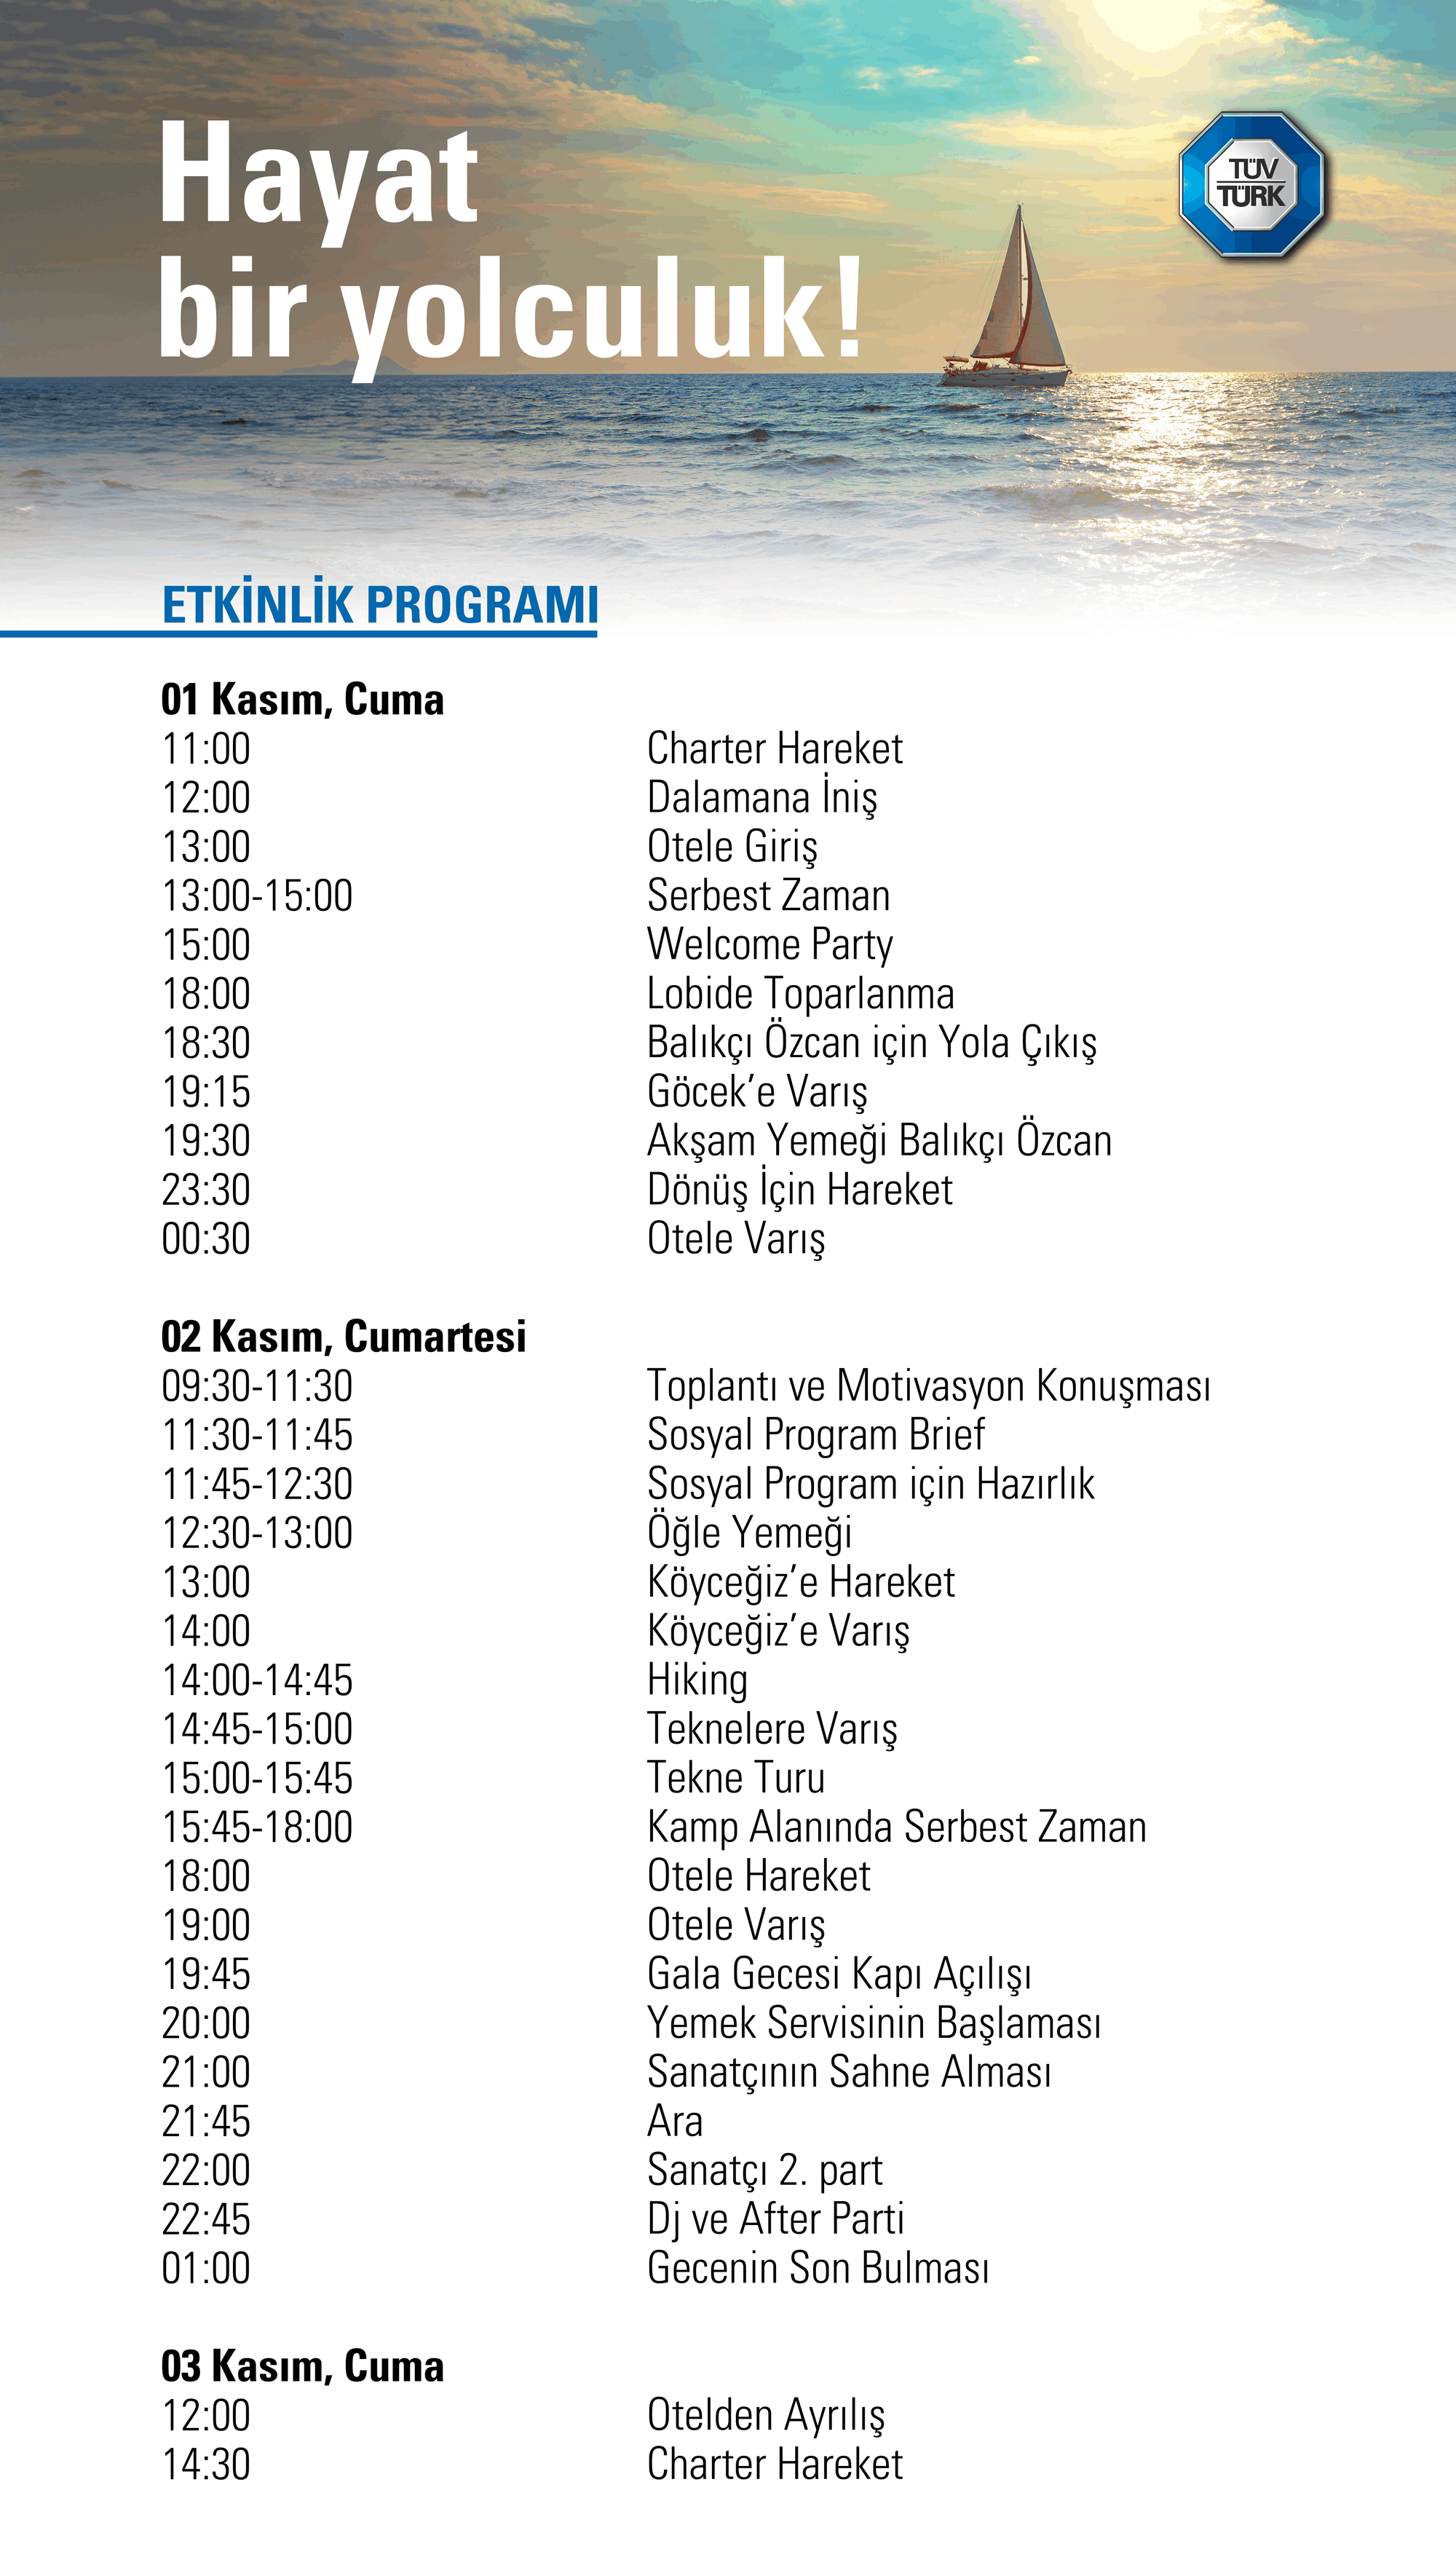 Hayat
bir yolculuk!
TÜV
TÜRK
ETKİNLİK PROGRAMI
01 Kasım, Cuma
11:00 Charter Hareket
12:00 Dalamana İniş
13:00 Otele Giriş
13:00-15:00 Serbest Zaman
15:00 Welcome Party
18:00 Lobide Toparlanma
18:30 Balıkçı Özcan için Yola Çıkış
19:15 Göcek’e Varış
19:30 Akşam Yemeği Balıkçı Özcan
23:30 Dönüş İçin Hareket
00:30 Otele Varış
02 Kasım, Cumartesi
09:30-11:30 Toplantı ve Motivasyon Konuşması
11:30-11:45 Sosyal Program Brief
11:45-12:30 Sosyal Program için Hazırlık
12:30-13:00 Öğle Yemeği
13:00 Köyceğiz’e Hareket
14:00 Köyceğiz’e Varış
14:00-14:45 Hiking
14:45-15:00 Teknelere Varış
15:00-15:45 Tekne Turu
15:45-18:00 Kamp Alanında Serbest Zaman
18:00 Otele Hareket
19:00 Otele Varış
19:45 Gala Gecesi Kapı Açılışı
20:00 Yemek Servisinin Başlaması
21:00 Sanatçının Sahne Alması
21:45 Ara
22:00 Sanatçı 2. part
22:45 Dj ve After Parti
01:00 Gecenin Son Bulması
03 Kasım, Cuma
12:00 Otelden Ayrılış
14:30 Charter Hareket